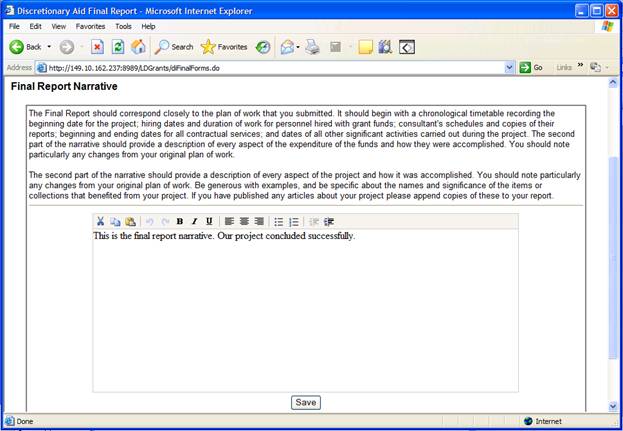 Discretionary Aid Final Report - Microsoft Internet Explorer
File Edit View Favorites Tools Help
Back Search Favorites
Address http://149.10.162.237:8989/LDGrants/diFinalForms.do Go Links »
Final Report Narrative
The Final Report should correspond closely to the plan of work that you submitted. It should begin with a chronological timetable recording the
beginning date for the project; hiring dates and duration of work for personnel hired with grant funds; consultant's schedules and copies of their
reports; beginning and ending dates for all contractual services; and dates of all other significant activities carried out during the project. The second
part of the narrative should provide a description of every aspect of the expenditure of the funds and how they were accomplished. You should note
particularly any changes from your original plan of work.
The second part of the narrative should provide a description of every aspect of the project and how it was accomplished. You should note particularly
any changes from your original plan of work. Be generous with examples, and be specific about the names and significance of the items or
collections that benefited from your project. If you have published any articles about your project please append copies of these to your report.
B I U
This is the final report narrative. Our project concluded successfully.
Save
Done Internet